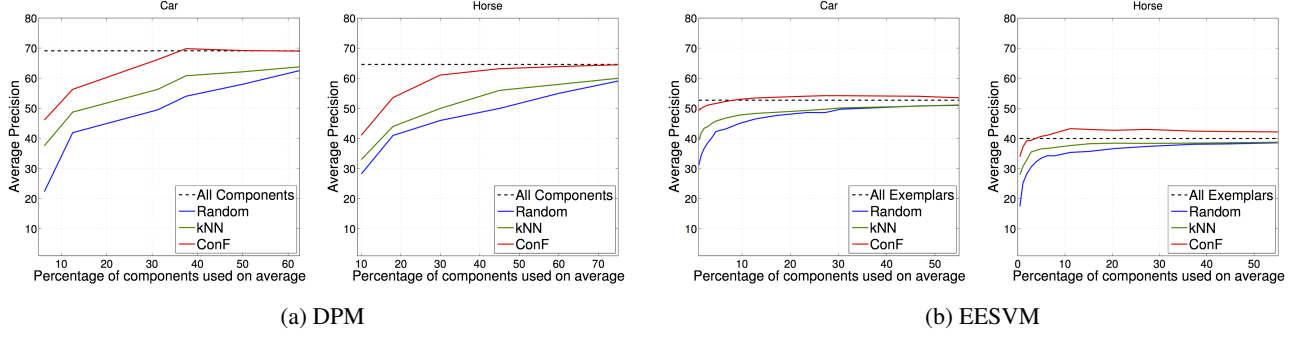 Car
80
70
60
50
40
30
20
10
Average Precision
10 20 30 40 50 60
Percentage of components used on average
All Components
Random
kNN
ConF
Horse
80
70
60
50
40
30
20
10
Average Precision
10 20 30 40 50 60 70
Percentage of components used on average
All Components
Random
kNN
ConF
(a) DPM
Car
80
70
60
50
40
30
20
10
Average Precision
10 20 30 40 50
Percentage of components used on average
All Exemplars
Random
kNN
ConF
Horse
80
70
60
50
40
30
20
10
Average Precision
0 10 20 30 40 50
Percentage of components used on average
All Exemplars
Random
kNN
ConF
(b) EESVM